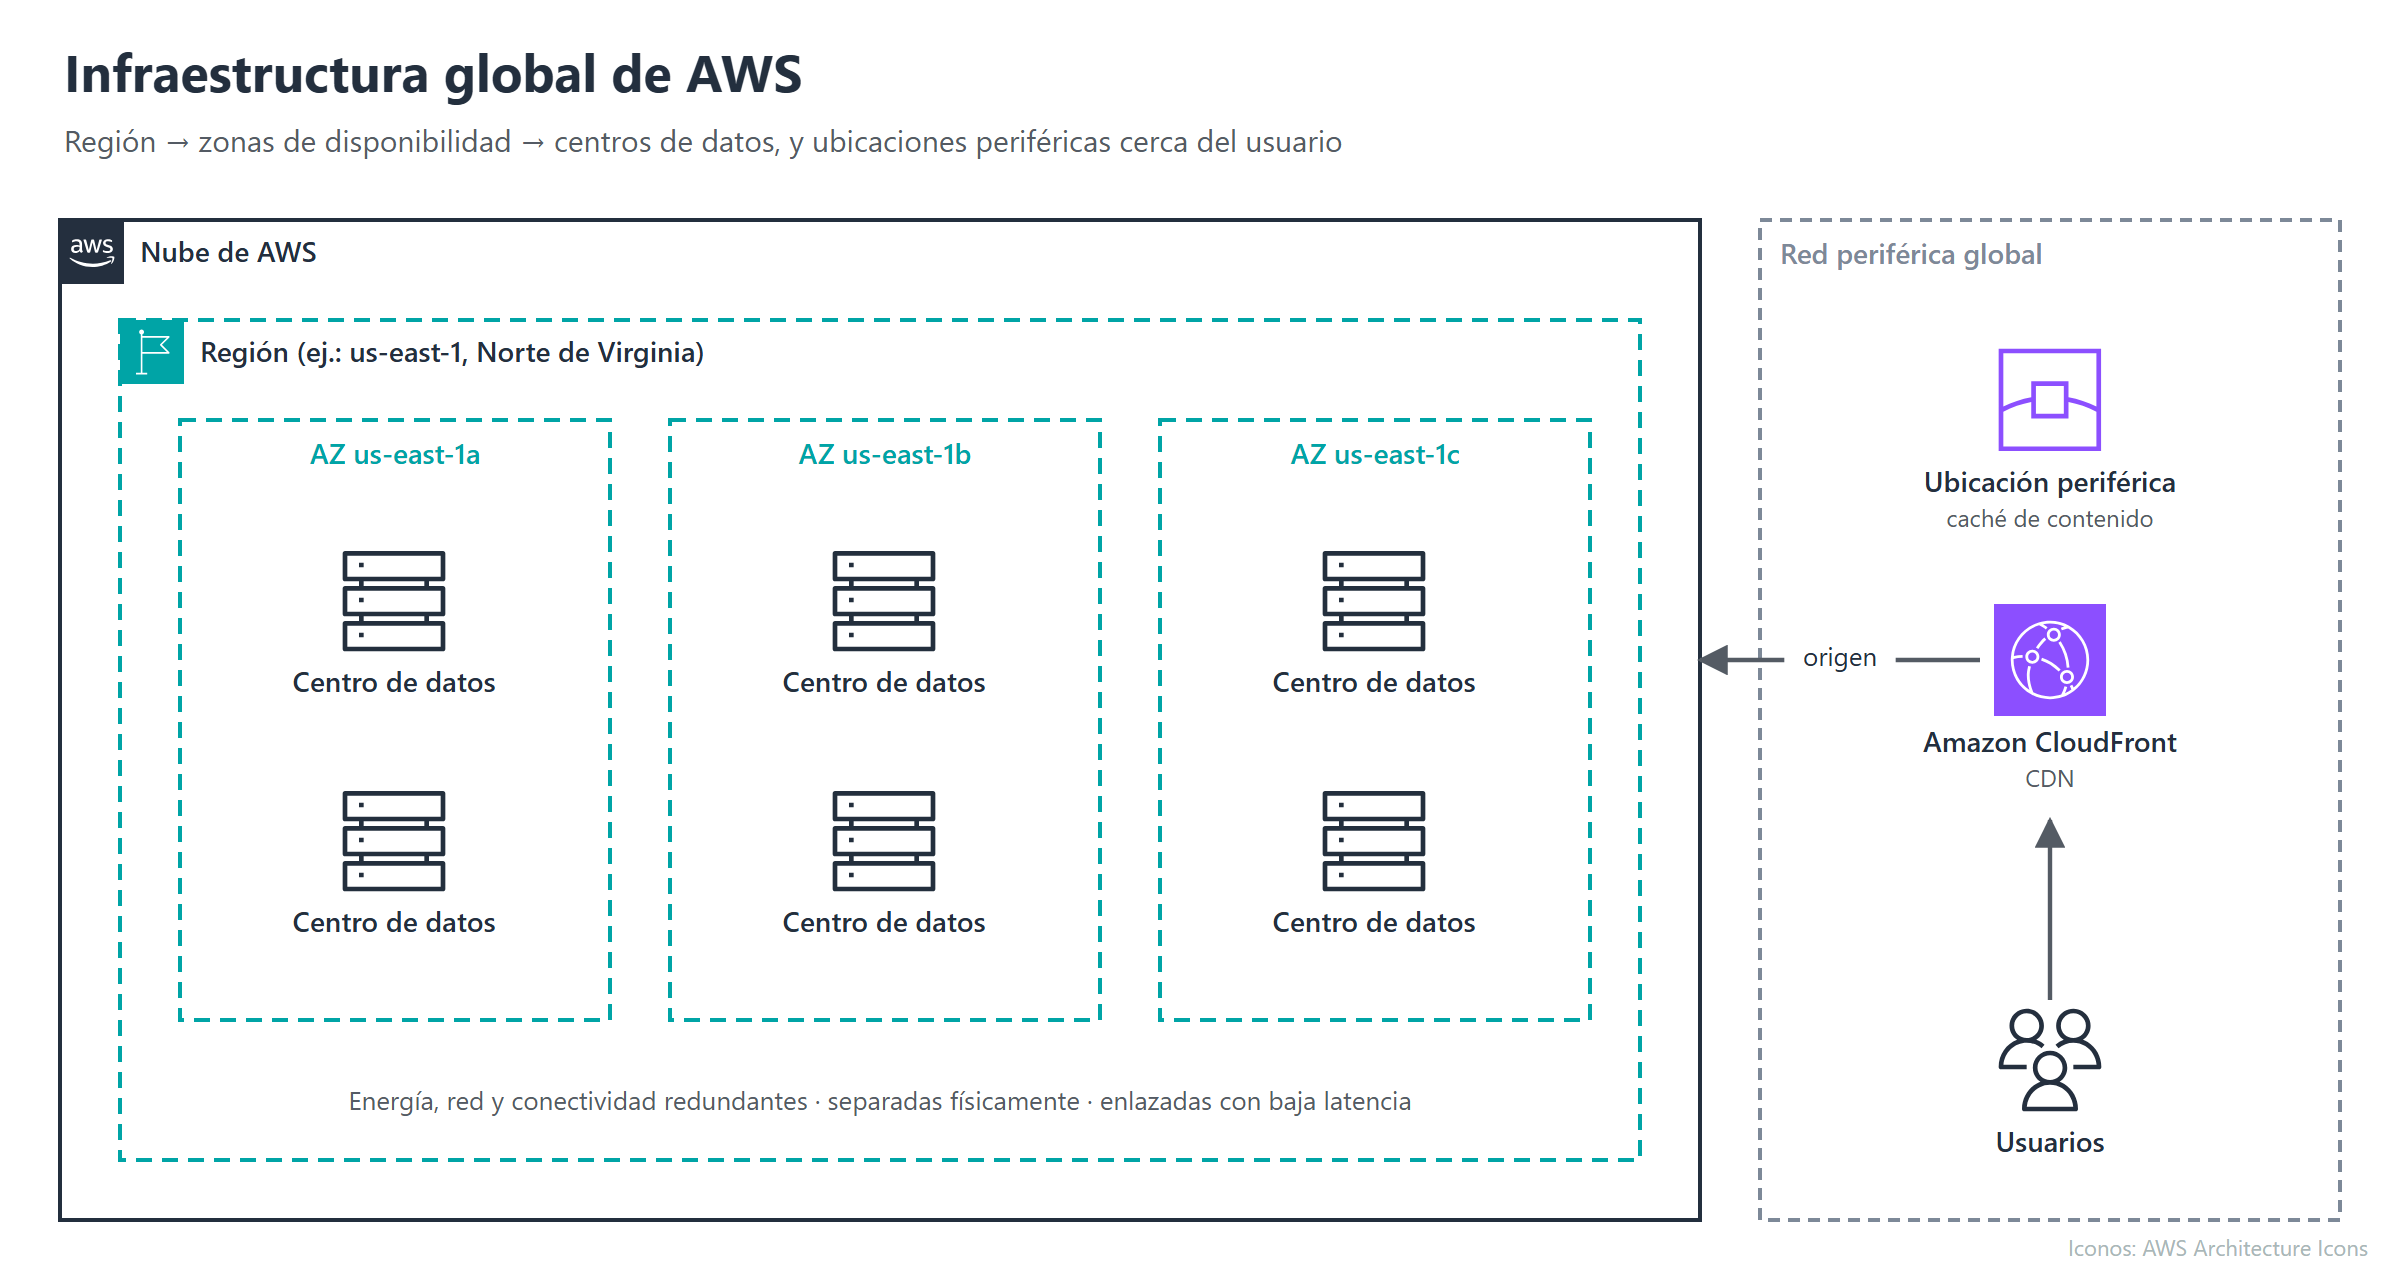 Infraestructura global de AWS
Región → zonas de disponibilidad → centros de datos, y ubicaciones periféricas cerca del usuario
aws
Nube de AWS
Región (ej.: us-east-1, Norte de Virginia)
AZ us-east-1a
Centro de datos
Centro de datos
AZ us-east-1b
Centro de datos
Centro de datos
AZ us-east-1c
Centro de datos
Centro de datos
Energía, red y conectividad redundantes · separadas físicamente · enlazadas con baja latencia
Red periférica global
Ubicación periférica
caché de contenido
origen
Amazon CloudFront
CDN
Usuarios
Iconos: AWS Architecture Icons